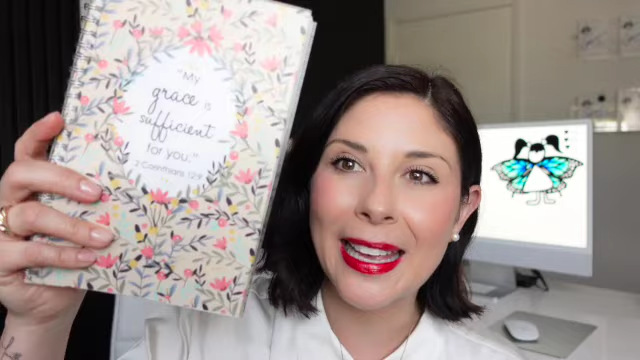 "My
grace is
sufficient
for you."
2 Corinthians 12:9